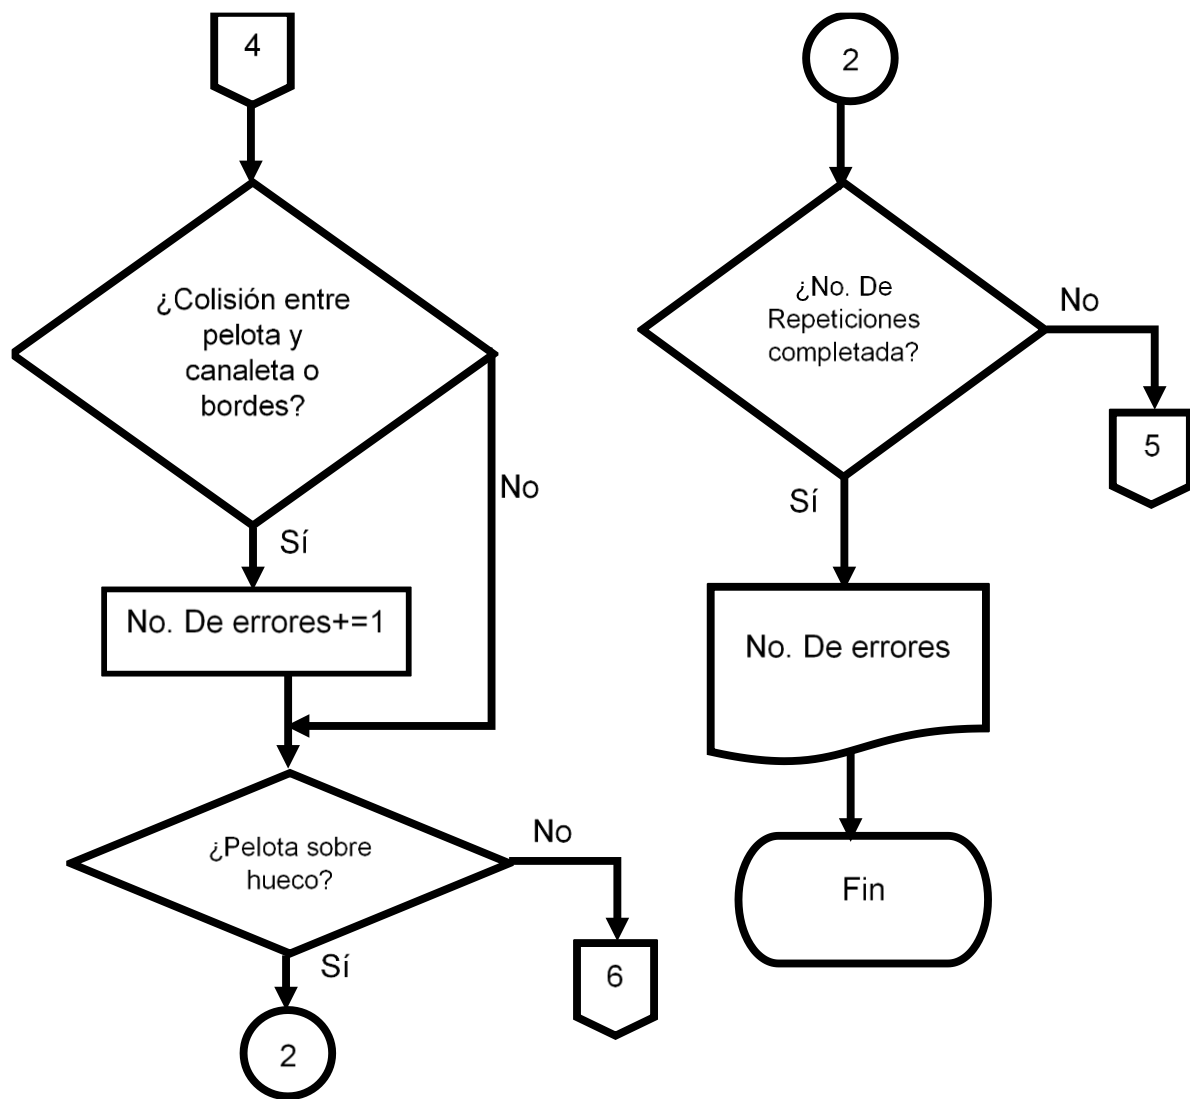 4
¿Colisión entre
pelota y
canaleta o
bordes?
No
Sí
No. De errores+=1
¿Pelota sobre
hueco?
No
Sí
6
2
2
¿No. De
Repeticiones
completada?
No
5
Sí
No. De errores
Fin